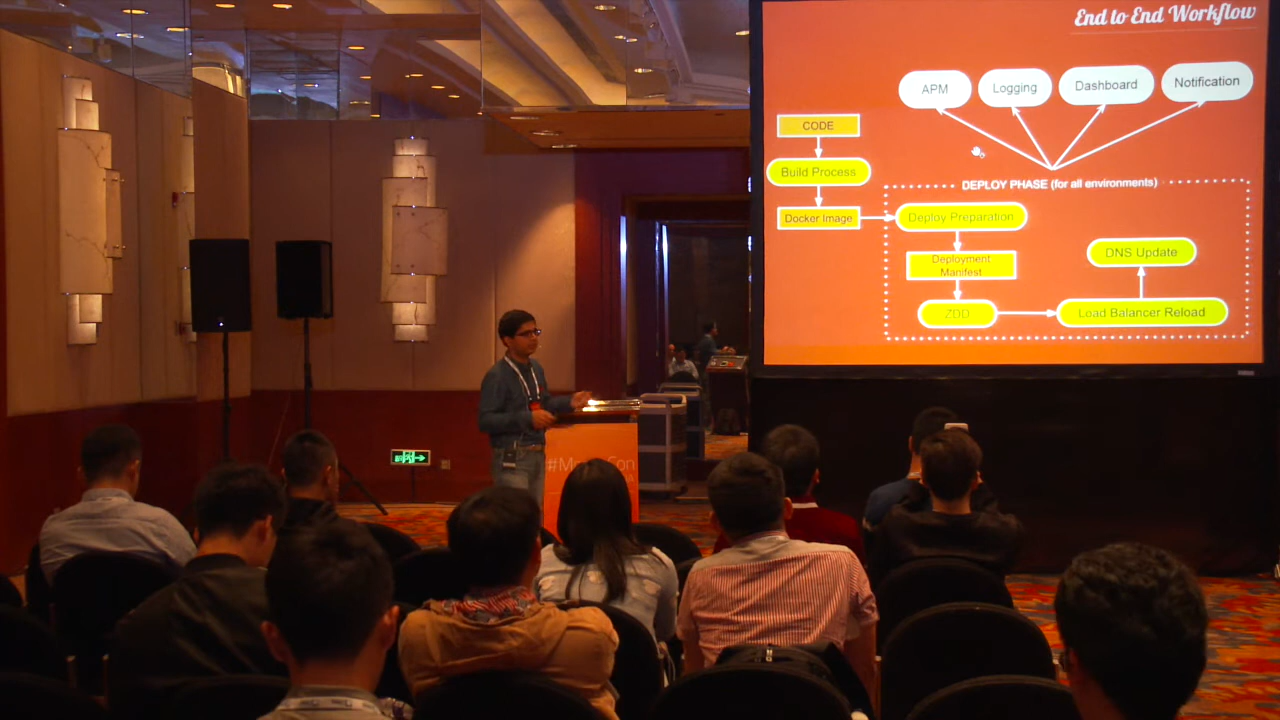 End to End Workflow
APM
Logging
Dashboard
Notification
CODE
Build Process
DEPLOY PHASE (for all environments)
Docker Image
Deploy Preparation
Deployment
Manifest
DNS Update
ZDD
Load Balancer Reload